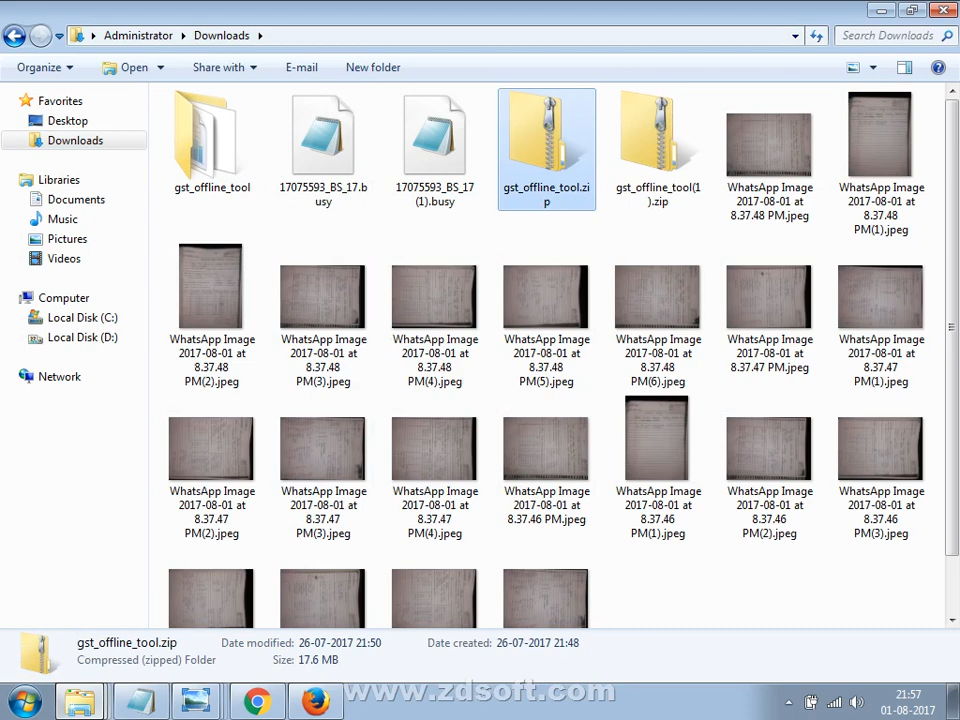 Administrator Downloads
Search Downloads
Organize Open Share with E-mail New folder
Favorites
Desktop
Downloads
Libraries
Documents
Music
Pictures
Videos
Computer
Local Disk (C:)
Local Disk (D:)
Network
gst_offline_tool
17075593_BS_17.b
usy
17075593_BS_17
(1).busy
gst_offline_tool.zi
p
gst_offline_tool(1
).zip
WhatsApp Image
2017-08-01 at
8.37.48 PM.jpeg
WhatsApp Image
2017-08-01 at
8.37.48
PM(1).jpeg
WhatsApp Image
2017-08-01 at
8.37.48
PM(2).jpeg
WhatsApp Image
2017-08-01 at
8.37.48
PM(3).jpeg
WhatsApp Image
2017-08-01 at
8.37.48
PM(4).jpeg
WhatsApp Image
2017-08-01 at
8.37.48
PM(5).jpeg
WhatsApp Image
2017-08-01 at
8.37.48
PM(6).jpeg
WhatsApp Image
2017-08-01 at
8.37.47 PM.jpeg
WhatsApp Image
2017-08-01 at
8.37.47
PM(1).jpeg
WhatsApp Image
2017-08-01 at
8.37.47
PM(2).jpeg
WhatsApp Image
2017-08-01 at
8.37.47
PM(3).jpeg
WhatsApp Image
2017-08-01 at
8.37.47
PM(4).jpeg
WhatsApp Image
2017-08-01 at
8.37.46 PM.jpeg
WhatsApp Image
2017-08-01 at
8.37.46
PM(1).jpeg
WhatsApp Image
2017-08-01 at
8.37.46
PM(2).jpeg
WhatsApp Image
2017-08-01 at
8.37.46
PM(3).jpeg
gst_offline_tool.zip Date modified: 26-07-2017 21:50 Date created: 26-07-2017 21:48
Compressed (zipped) Folder Size: 17.6 MB
www.zdsoft.com
21:57
01-08-2017